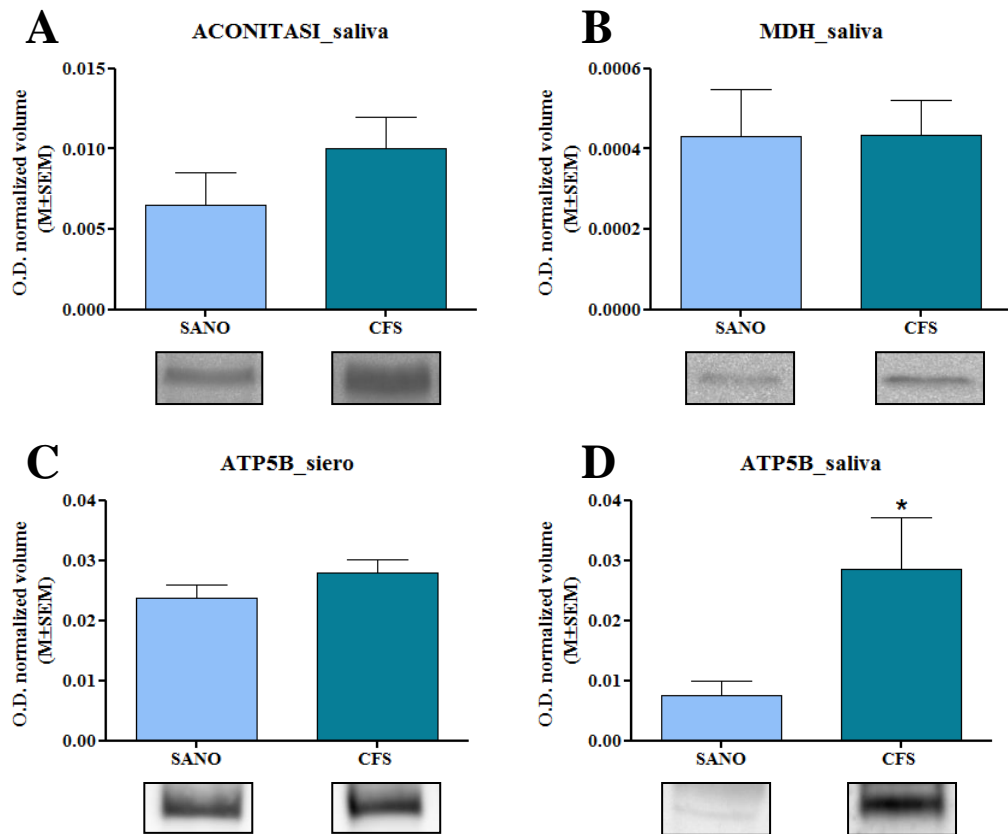 A
ACONITASI_saliva
O.D. normalized volume
(M±SEM)
0.015
0.010
0.005
0.000
SANO
CFS
B
MDH_saliva
O.D. normalized volume
(M±SEM)
0.0006
0.0004
0.0002
0.0000
SANO
CFS
C
ATP5B_siero
O.D. normalized volume
(M±SEM)
0.04
0.03
0.02
0.01
0.00
SANO
CFS
D
ATP5B_saliva
O.D. normalized volume
(M±SEM)
0.04
0.03
0.02
0.01
0.00
*
SANO
CFS